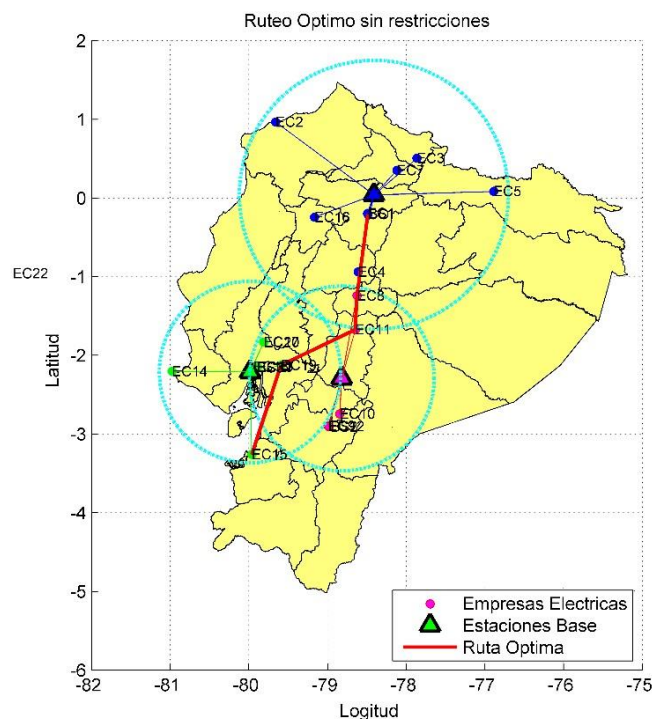 Ruteo Optimo sin restricciones
2
1
0
-1
-2
-3
-4
-5
-6
Latitud
EC22
EC2
EC3
EC7
EC5
EC16
EC4
EC8
EC11
EC14
EC19
EC10
EC15
Empresas Electricas
Estaciones Base
Ruta Optima
-82
-81
-80
-79
-78
-77
-76
-75
Logitud